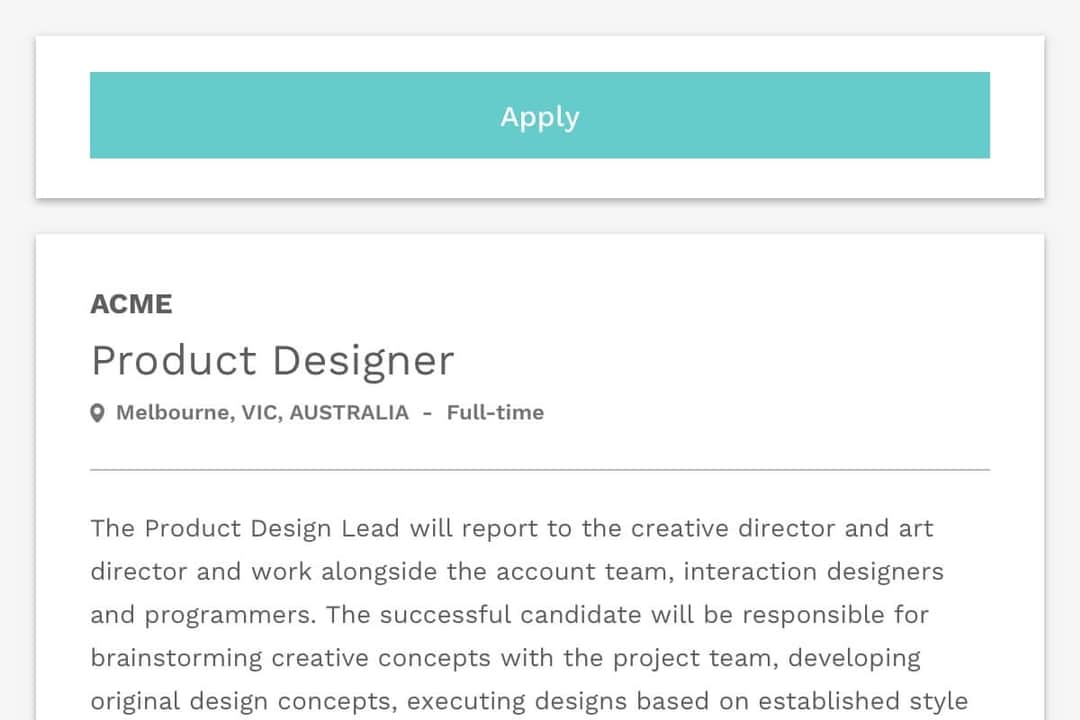 Apply
ACME
Product Designer
Melbourne, VIC, AUSTRALIA - Full-time
The Product Design Lead will report to the creative director and art
director and work alongside the account team, interaction designers
and programmers. The successful candidate will be responsible for
brainstorming creative concepts with the project team, developing
original design concepts, executing designs based on established style